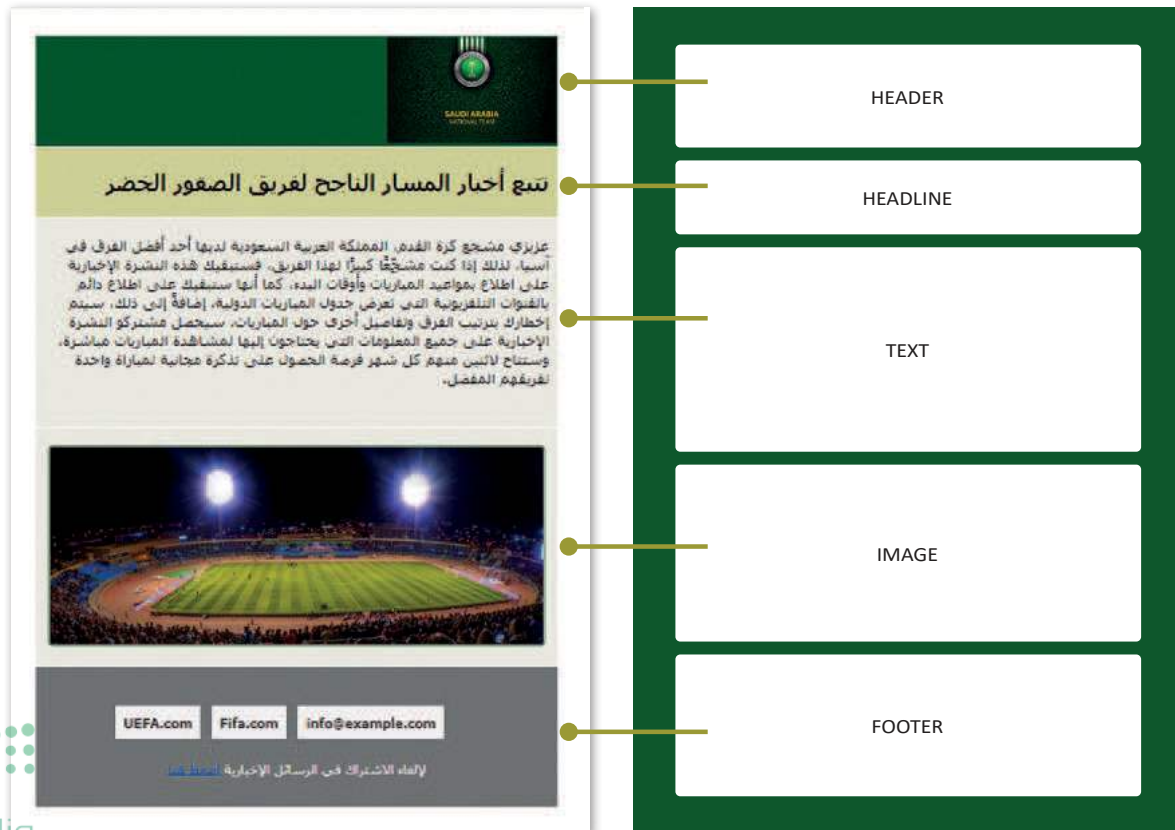 SAUDI ARABIA
NATIONAL TEAM
HEADER
تتبع أخبار المسار الناجح لفريق الصقور الخضر
HEADLINE
عزيزي مشجع كرة القدم، المملكة العربية السعودية لديها أحد أفضل الفرق في
آسيا، لذلك إذا كنت مشجّعًا كبيرًا لهذا الفريق، فستبقيك هذه النشرة الإخبارية
على اطلاع بمواعيد المباريات وأوقات البدء، كما أنها ستبقيك على اطلاع دائم
بالقنوات التلفزيونية التي تعرض جدول المباريات الدولية، إضافةً إلى ذلك، سيتم
إخطارك بترتيب الفرق وتفاصيل أخرى حول المباريات، سيحصل مشتركو النشرة
الإخبارية على جميع المعلومات التي يحتاجون إليها لمشاهدة المباريات مباشرة،
وستتاح لاثنين منهم كل شهر فرصة الحصول على تذكرة مجانية لمباراة واحدة
لفريقهم المفضل.
TEXT
IMAGE
UEFA.com Fifa.com info@example.com
لإلغاء الاشتراك في الرسائل الإخبارية اضغط هنا
FOOTER